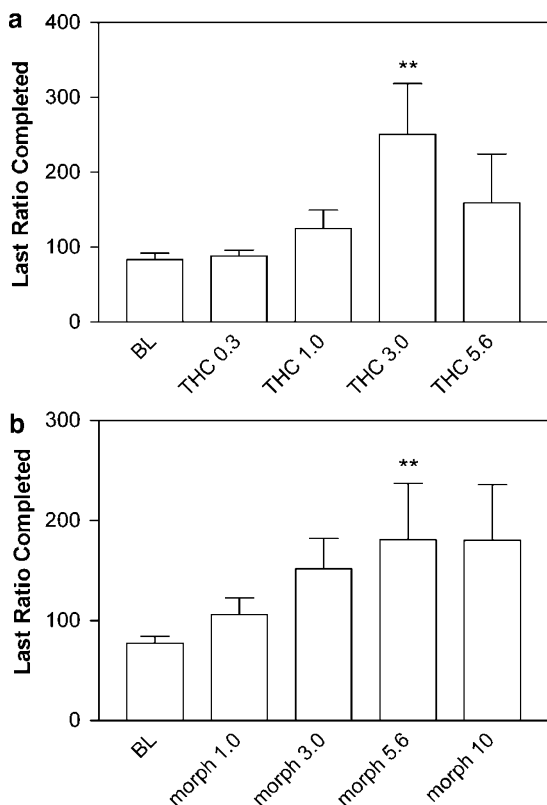 a
Last Ratio Completed
400
300
200
100
0
**
BL
THC 0.3
THC 1.0
THC 3.0
THC 5.6
b
Last Ratio Completed
300
200
100
0
**
BL
morph 1.0
morph 3.0
morph 5.6
morph 10